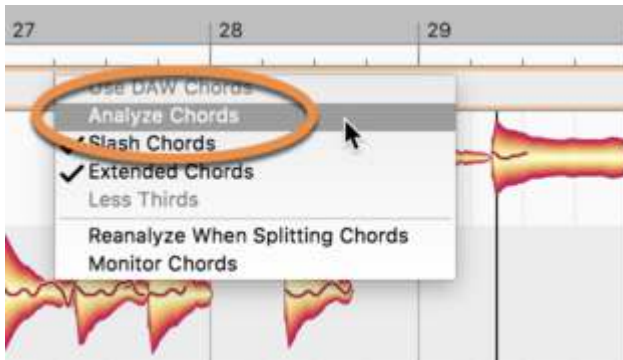 27 28 29
Use DAW Chords
Analyze Chords
Slash Chords
Extended Chords
Less Thirds
Reanalyze When Splitting Chords
Monitor Chords